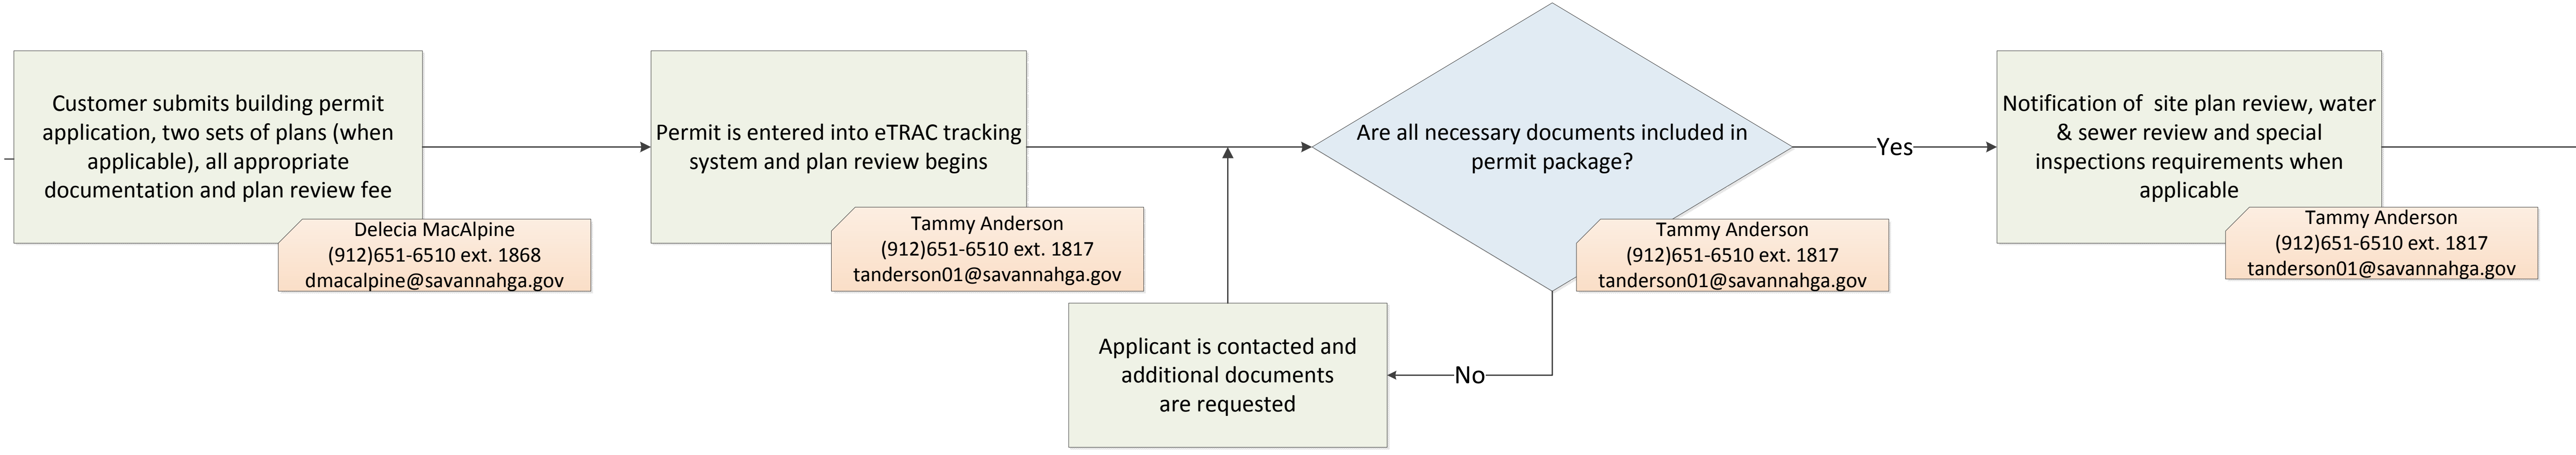 Customer submits building permit
application, two sets of plans (when
applicable), all appropriate
documentation and plan review fee
Delecia MacAlpine
(912)651-6510 ext. 1868
dmacalpine@savannahga.gov
Permit is entered into eTRAC tracking
system and plan review begins
Tammy Anderson
(912)651-6510 ext. 1817
tanderson01@savannahga.gov
Are all necessary documents included in
permit package?
Tammy Anderson
(912)651-6510 ext. 1817
tanderson01@savannahga.gov
No
Applicant is contacted and
additional documents
are requested
Yes
Notification of  site plan review, water
& sewer review and special
inspections requirements when
applicable
Tammy Anderson
(912)651-6510 ext. 1817
tanderson01@savannahga.gov